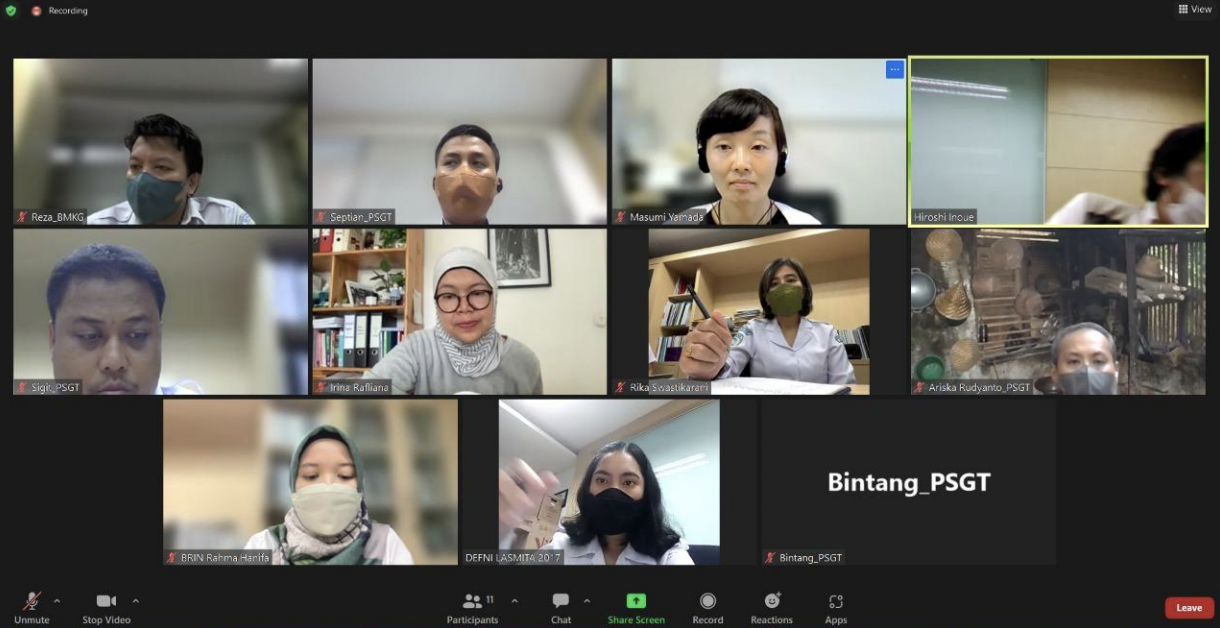 Recording
View
Reza_BMKG
Septian_PSGT
Masumi Yamada
Hiroshi Inoue
Sigit_PSGT
Irina Rafliana
Rika Swastikarani
Ariska Rudyanto_PSGT
BRIN Rahma Hanifa
DEFNI LASMITA 2017
Bintang_PSGT
Bintang_PSGT
Unmute
Stop Video
Participants
11
Chat
Share Screen
Record
Reactions
Apps
Leave